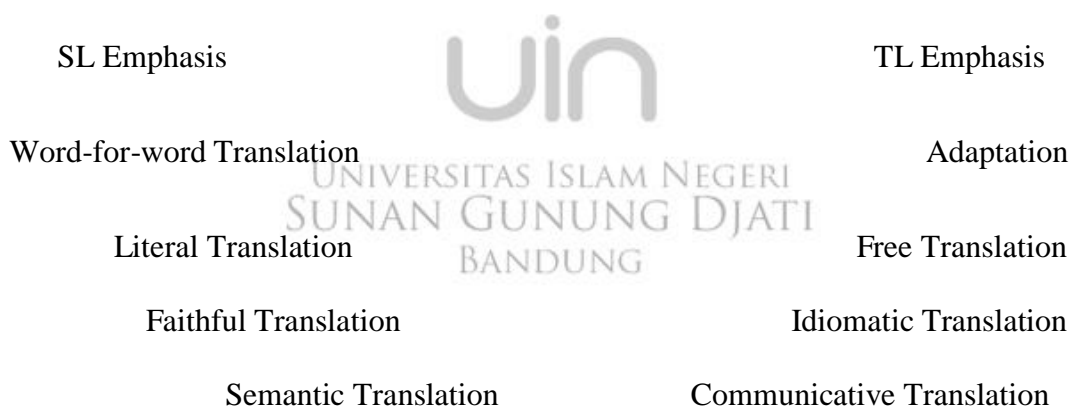 uin
SL Emphasis TL Emphasis
Word-for-word Translation Adaptation
UNIVERSITAS ISLAM NEGERI
SUNAN GUNUNG DJATI
Literal Translation Free Translation
BANDUNG
Faithful Translation Idiomatic Translation
Semantic Translation Communicative Translation